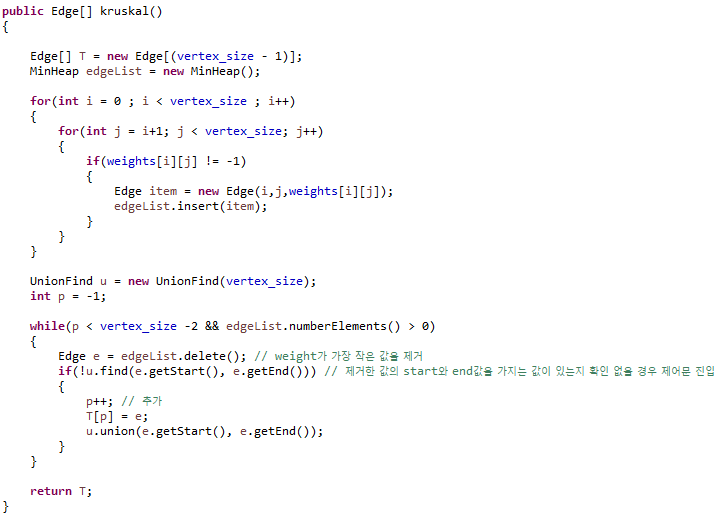 public Edge[] kruskal()
{
Edge[] T = new Edge[(vertex_size - 1)];
MinHeap edgeList = new MinHeap();
for(int i = 0 ; i < vertex_size ; i++)
{
for(int j = i+1; j < vertex_size; j++)
{
if(weights[i][j] != -1)
{
Edge item = new Edge(i,j,weights[i][j]);
edgeList.insert(item);
}
}
}
UnionFind u = new UnionFind(vertex_size);
int p = -1;
while(p < vertex_size -2 && edgeList.numberElements() > 0)
{
Edge e = edgeList.delete(); // weight가 가장 작은 값을 제거
if(!u.find(e.getStart(), e.getEnd())) // 제거한 값의 start와 end값을 가지는 값이 있는지 확인 없을 경우 제어문 진입
{
p++; // 추가
T[p] = e;
u.union(e.getStart(), e.getEnd());
}
}
return T;
}